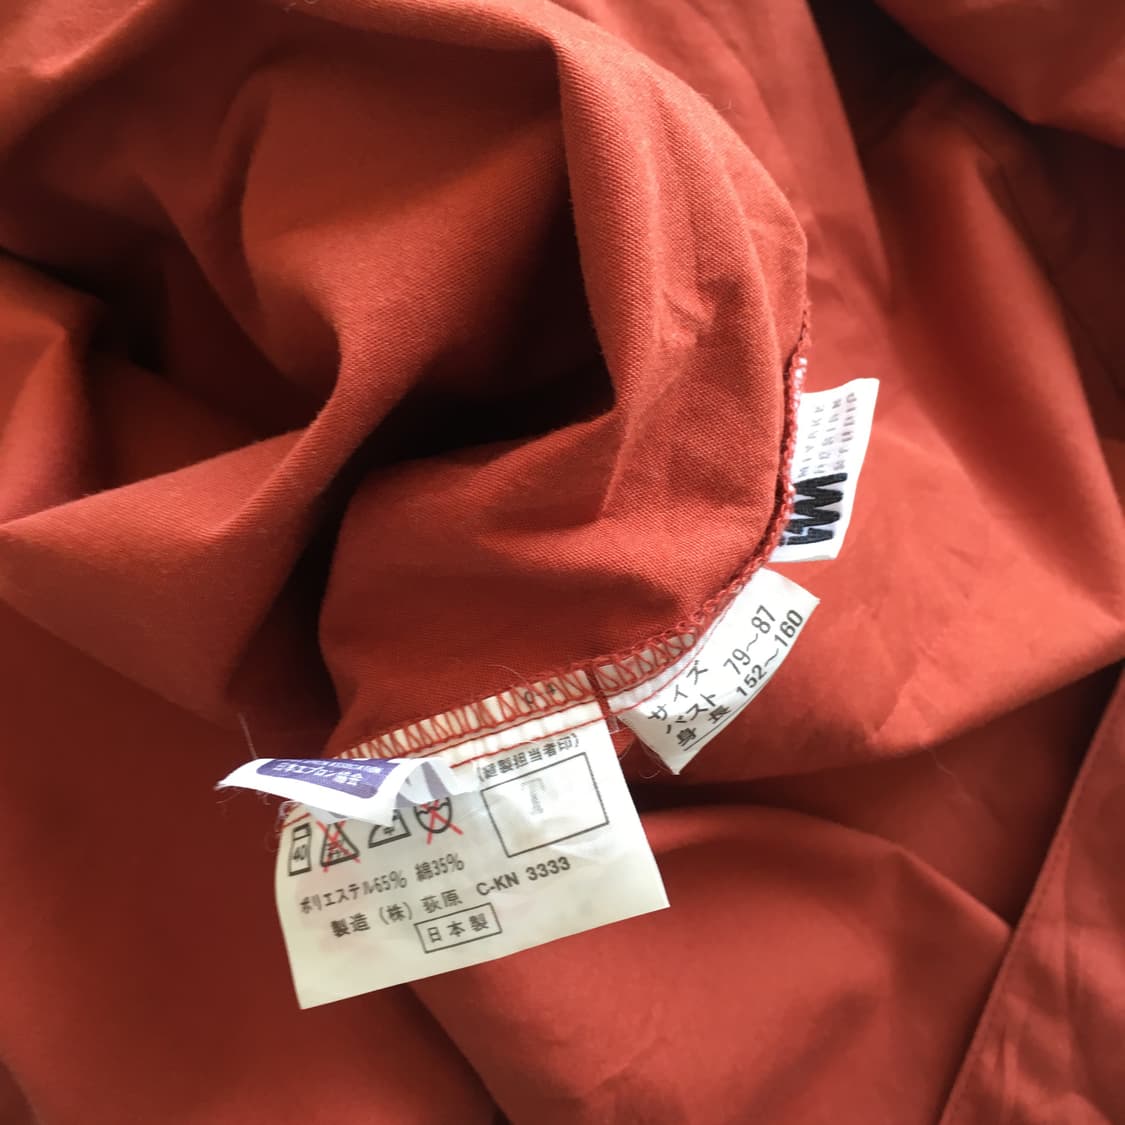 MIYAKE
DESIGN
STUDIO
サイズ
バスト 79〜87
身長 152〜160
日本エプロン協会
(縫製担当者印)
40
中
ポリエステル65% 綿35%
製造(株)荻原 C-KN 3333
日本製